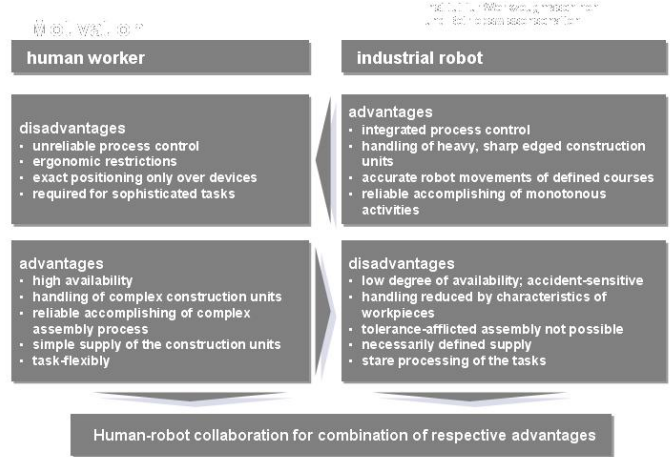 Motivation
Institut für Werkzeugmaschinen
und Betriebswissenschaften
human worker
industrial robot
disadvantages
• unreliable process control
• ergonomic restrictions
• exact positioning only over devices
• required for sophisticated tasks
advantages
• integrated process control
• handling of heavy, sharp edged construction
units
• accurate robot movements of defined courses
• reliable accomplishing of monotonous
activities
advantages
• high availability
• handling of complex construction units
• reliable accomplishing of complex
assembly process
• simple supply of the construction units
• task-flexibly
disadvantages
• low degree of availability; accident-sensitive
• handling reduced by characteristics of
workpieces
• tolerance-afflicted assembly not possible
• necessarily defined supply
• stare processing of the tasks
Human-robot collaboration for combination of respective advantages